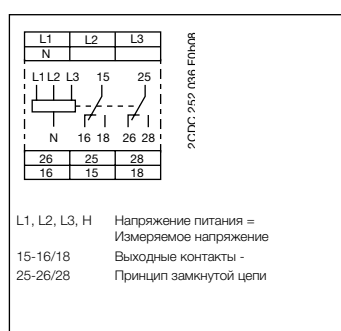 L1 L2 L3
N
L1 L2 L3 15 25
N 16 18 26 28
26 25 28
16 15 18
2CDC 252 036 F0b08
L1, L2, L3, Н Напряжение питания =
Измеряемое напряжение
15-16/18 Выходные контакты -
25-26/28 Принцип замкнутой цепи